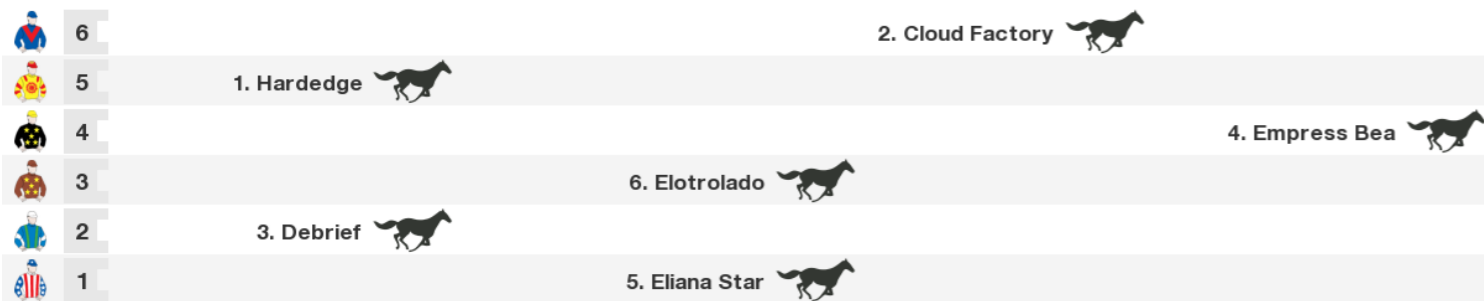 6 2. Cloud Factory
5 1. Hardedge
4 4. Empress Bea
3 6. Elotrolado
2 3. Debrief
1 5. Eliana Star